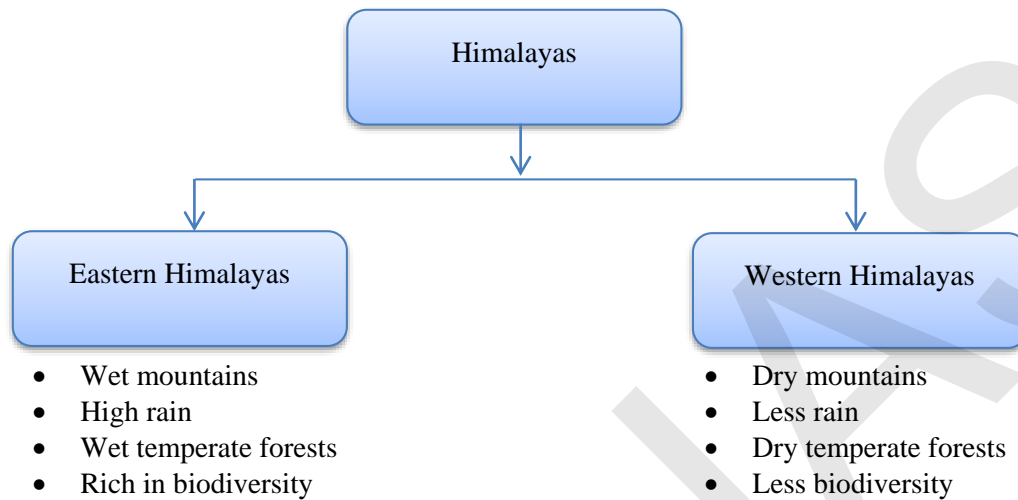 Himalayas
Eastern Himalayas
Western Himalayas
• Wet mountains
• High rain
• Wet temperate forests
• Rich in biodiversity
• Dry mountains
• Less rain
• Dry temperate forests
• Less biodiversity